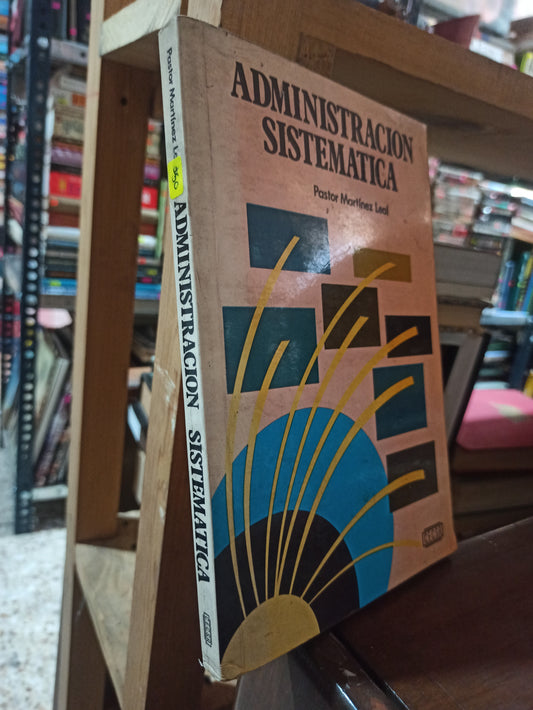 ADMINISTRACION
SISTEMATICA
Pastor Martínez Leal
Pastor Martínez
ADMINISTRACION SISTEMATICA